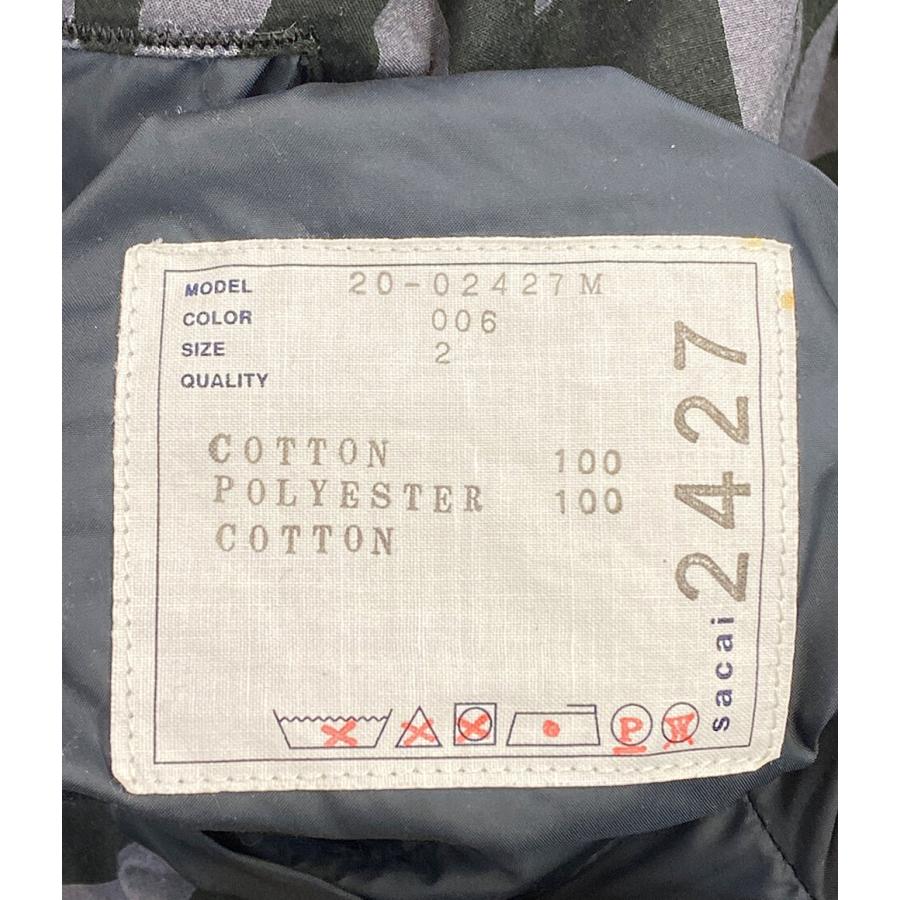 MODEL 20-02427M
COLOR 006
SIZE 2
QUALITY
COTTON 100
POLYESTER 100
COTTON
P W
sacai 2427